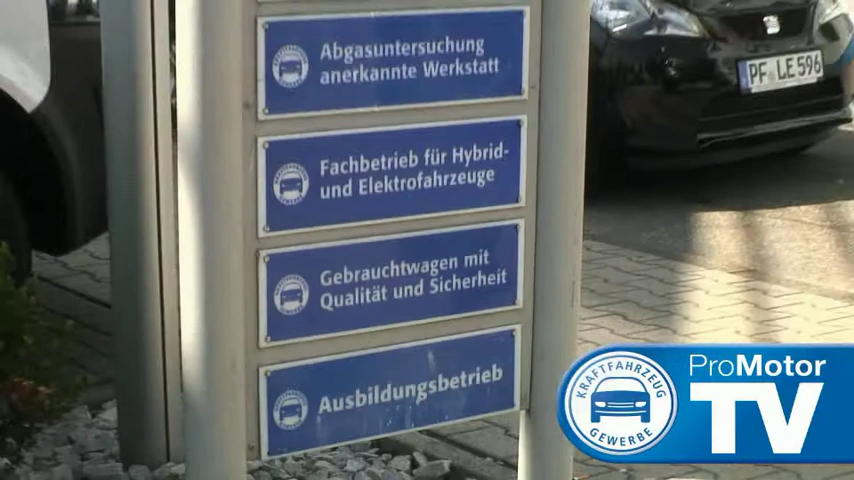 Abgasuntersuchung
anerkannte Werkstatt
Fachbetrieb für Hybrid-
und Elektrofahrzeuge
Gebrauchtwagen mit
Qualität und Sicherheit
Ausbildungsbetrieb
PF LE 596
KRAFTFAHRZEUG
GEWERBE
ProMotor
TV